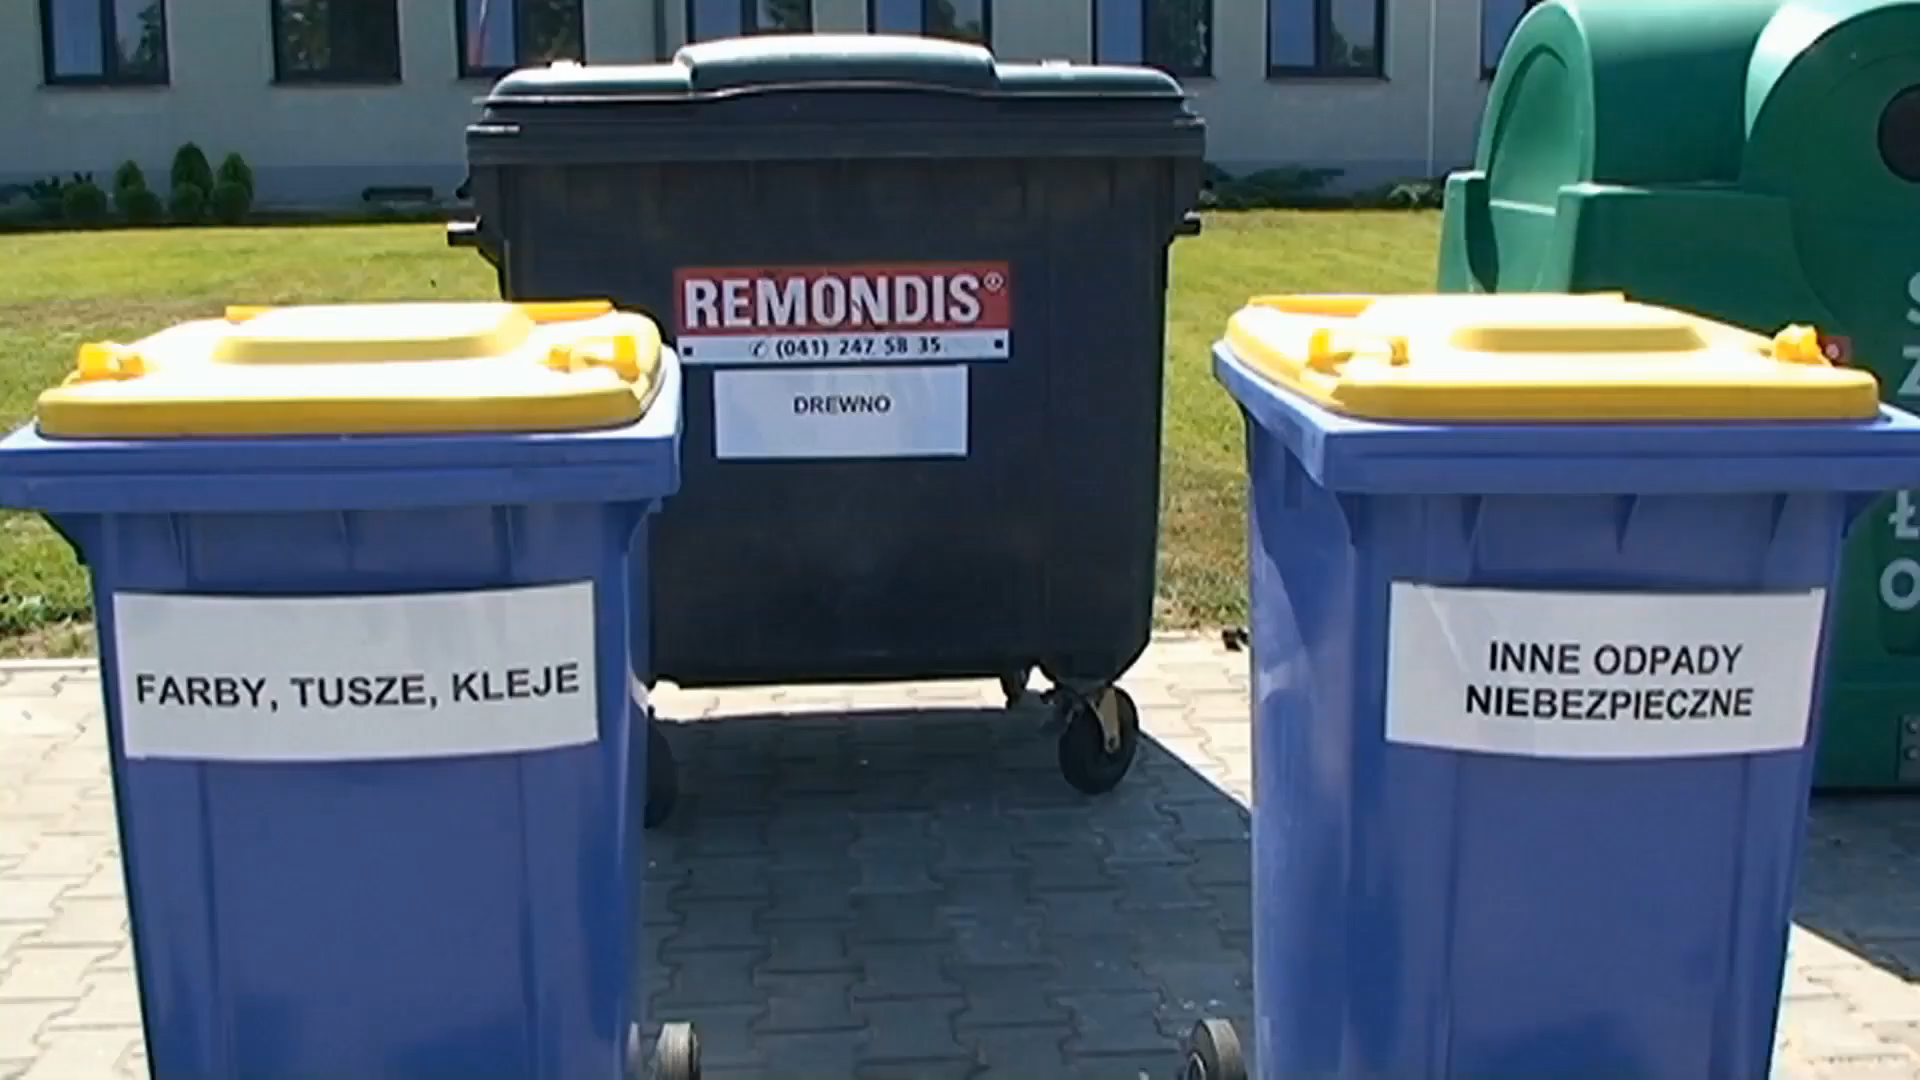 REMONDIS®
✆ (041) 247 58 35
DREWNO
FARBY, TUSZE, KLEJE
INNE ODPADY
NIEBEZPIECZNE